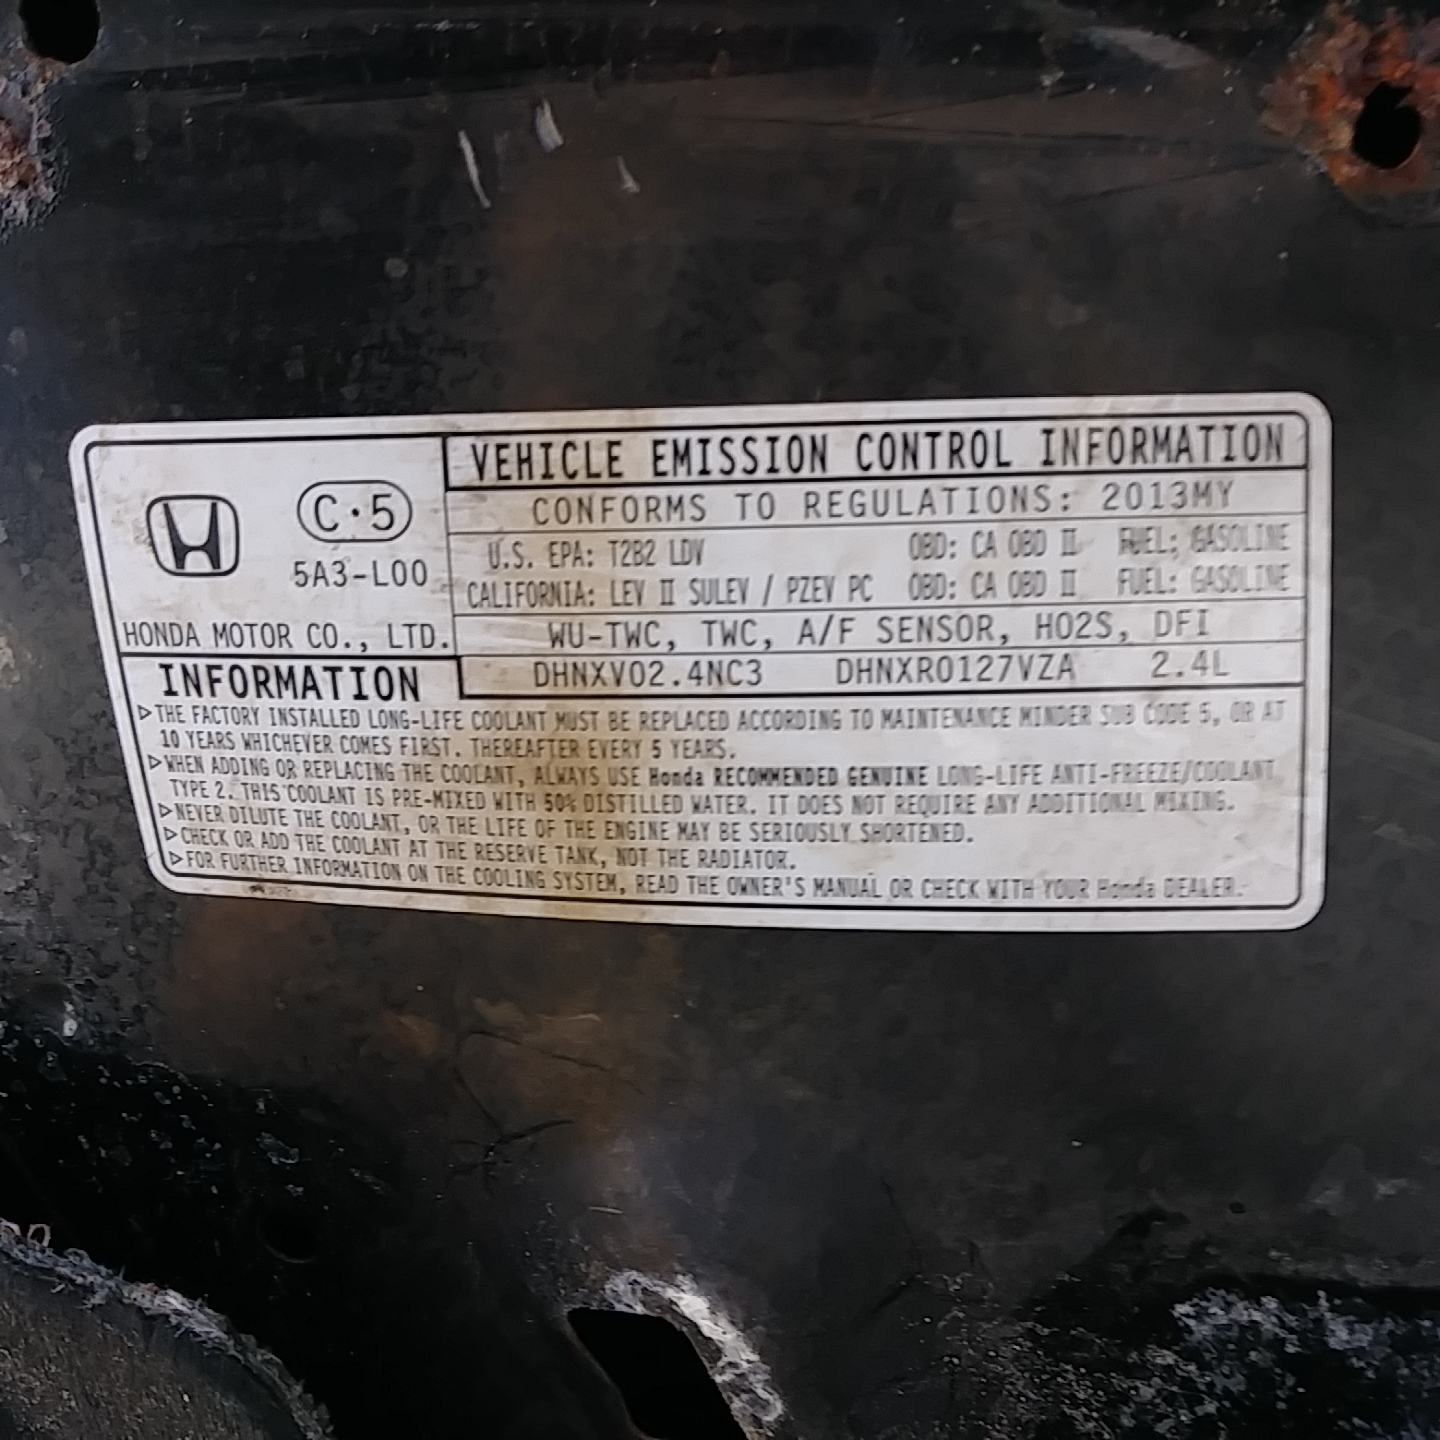 VEHICLE EMISSION CONTROL INFORMATION
C·5
5A3-L00
HONDA MOTOR CO., LTD.
CONFORMS TO REGULATIONS: 2013MY
U.S. EPA: T2B2 LDV OBD: CA OBD II FUEL: GASOLINE
CALIFORNIA: LEV II SULEV / PZEV PC OBD: CA OBD II FUEL: GASOLINE
WU-TWC, TWC, A/F SENSOR, HO2S, DFI
DHNXV02.4NC3 DHNXR0127VZA 2.4L
INFORMATION
▷THE FACTORY INSTALLED LONG-LIFE COOLANT MUST BE REPLACED ACCORDING TO MAINTENANCE MINDER SUB CODE 5, OR AT
10 YEARS WHICHEVER COMES FIRST. THEREAFTER EVERY 5 YEARS.
▷WHEN ADDING OR REPLACING THE COOLANT, ALWAYS USE Honda RECOMMENDED GENUINE LONG-LIFE ANTI-FREEZE/COOLANT
TYPE 2. THIS COOLANT IS PRE-MIXED WITH 50% DISTILLED WATER. IT DOES NOT REQUIRE ANY ADDITIONAL MIXING.
▷NEVER DILUTE THE COOLANT, OR THE LIFE OF THE ENGINE MAY BE SERIOUSLY SHORTENED.
▷CHECK OR ADD THE COOLANT AT THE RESERVE TANK, NOT THE RADIATOR.
▷FOR FURTHER INFORMATION ON THE COOLING SYSTEM, READ THE OWNER'S MANUAL OR CHECK WITH YOUR Honda DEALER.